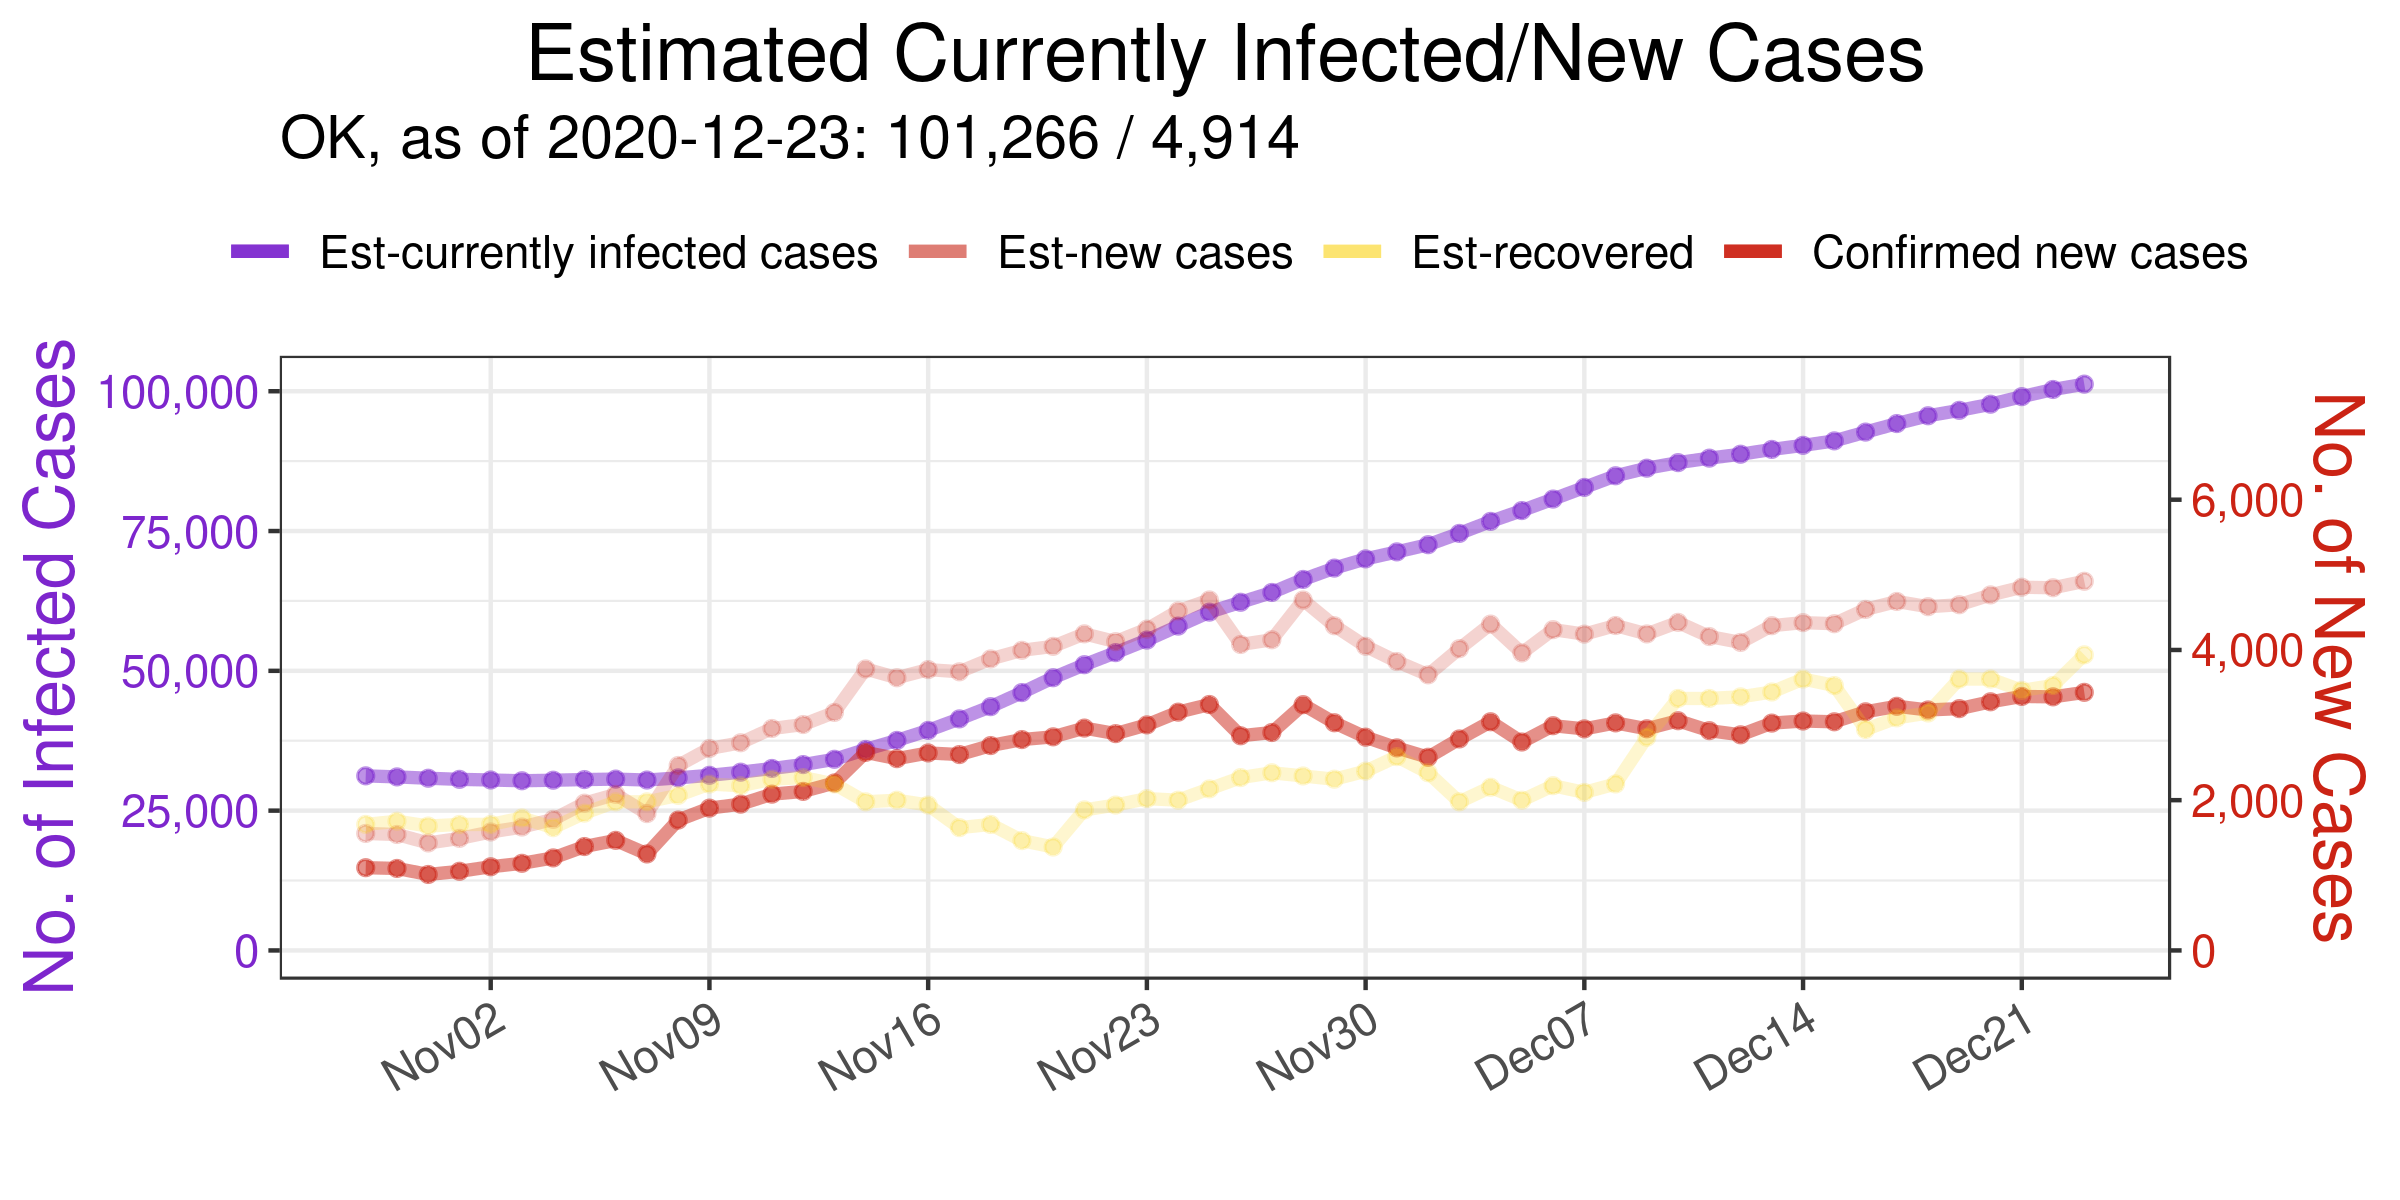 Estimated Currently Infected/New Cases
OK, as of 2020-12-23: 101,266 / 4,914
Est-currently infected cases Est-new cases Est-recovered Confirmed new cases
No. of Infected Cases
100,000
75,000
50,000
25,000
0
6,000
4,000
2,000
0
No. of New Cases
Nov02 Nov09 Nov16 Nov23 Nov30 Dec07 Dec14 Dec21